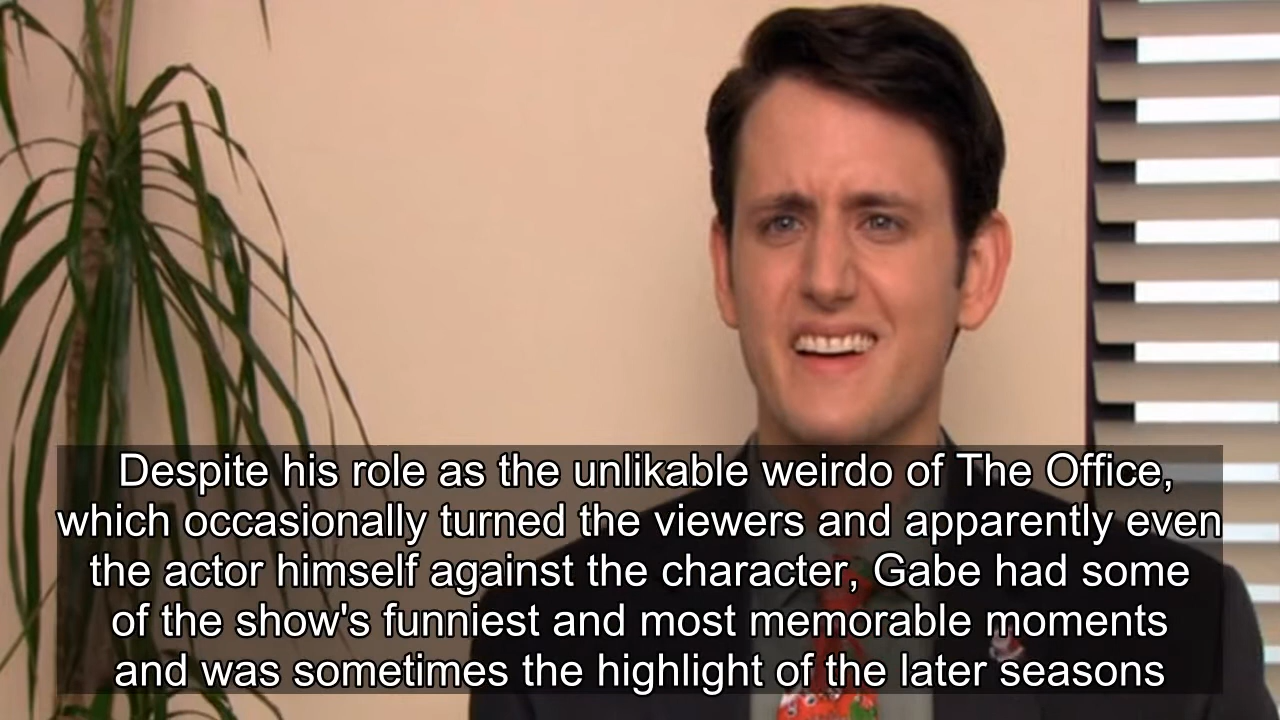 Despite his role as the unlikable weirdo of The Office,
which occasionally turned the viewers and apparently even
the actor himself against the character, Gabe had some
of the show's funniest and most memorable moments
and was sometimes the highlight of the later seasons